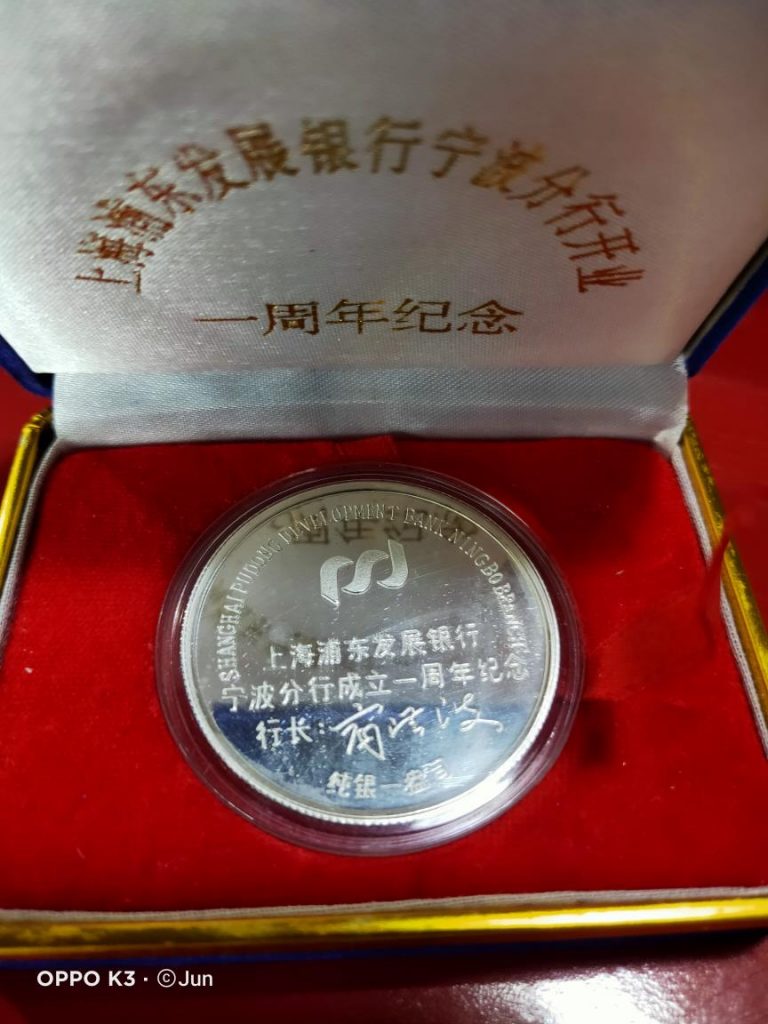 上海浦东发展银行宁波分行开业
一周年纪念
SHANGHAI PUDONG DEVELOPMENT BANK NINGBO BRANCH
上海浦东发展银行
宁波分行成立一周年纪念
行长:
纯银一盎司
OPPO K3 · ©Jun